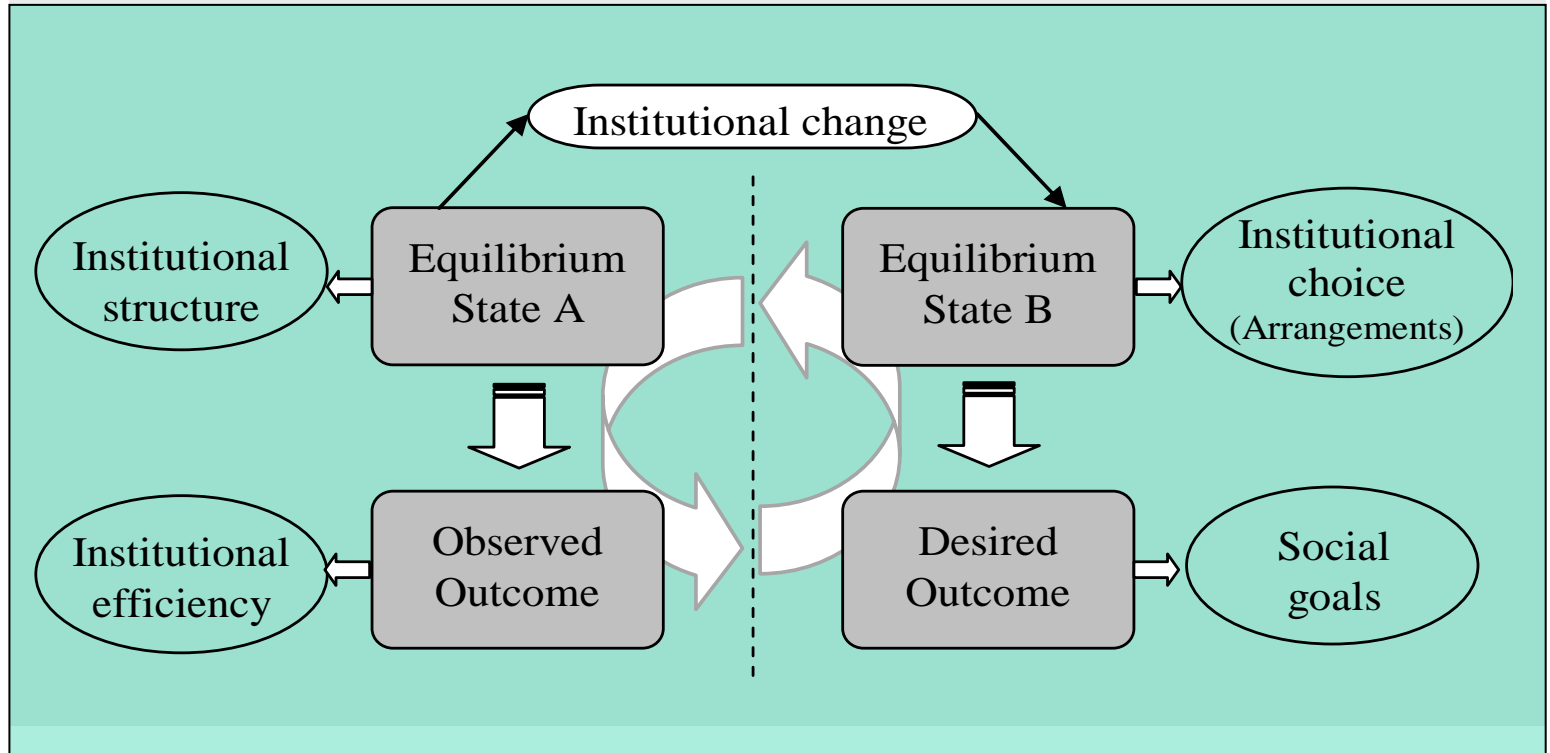 Institutional change
Institutional
structure
Equilibrium
State A
Equilibrium
State B
Institutional
choice
(Arrangements)
Institutional
efficiency
Observed
Outcome
Desired
Outcome
Social
goals